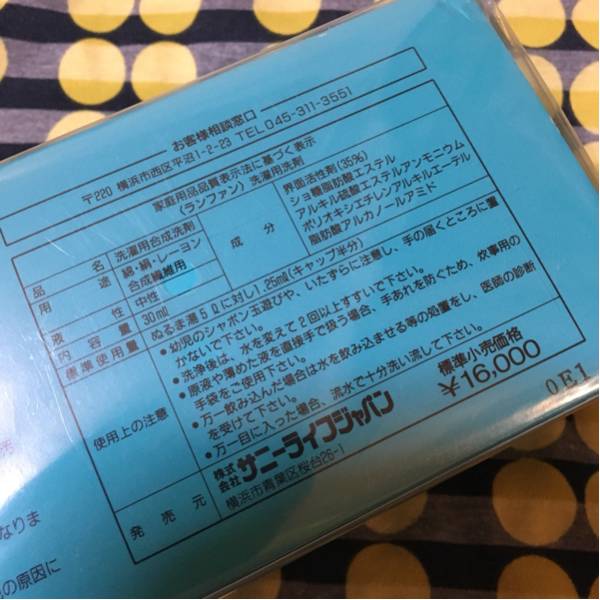 お客様相談窓口
〒220 横浜市西区平沼1-2-23 TEL 045-311-3551
家庭用品品質表示法に基づく表示
(ランファン) 洗濯用洗剤
品名 洗濯用合成洗剤
用途 綿・絹・レーヨン
合成繊維用
液性 中性
内容量 30ml
成分 界面活性剤(35%)
ショ糖脂肪酸エステル
アルキル硫酸エステルアンモニウム
ポリオキシエチレンアルキルエーテル
脂肪酸アルカノールアミド
標準使用量 ぬるま湯5ℓに対し1.25ml(キャップ半分)
使用上の注意
・幼児のシャボン玉遊びや、いたずらに注意し、手の届くところに置
かないで下さい。
・洗浄後は、水を変えて2回以上すすいで下さい。
・原液や薄めた液を直接手で扱う場合、手あれを防ぐため、炊事用の
手袋をご使用下さい。
・万一飲み込んだ場合は水を飲み込ませる等の処置をし、医師の診断
を受けて下さい。
・万一目に入った場合、流水で十分洗い流して下さい。
発売元 株式会社 サニーライフジャパン
横浜市青葉区桜台26-1
標準小売価格
¥16,000
0E1
なりま
の原因に